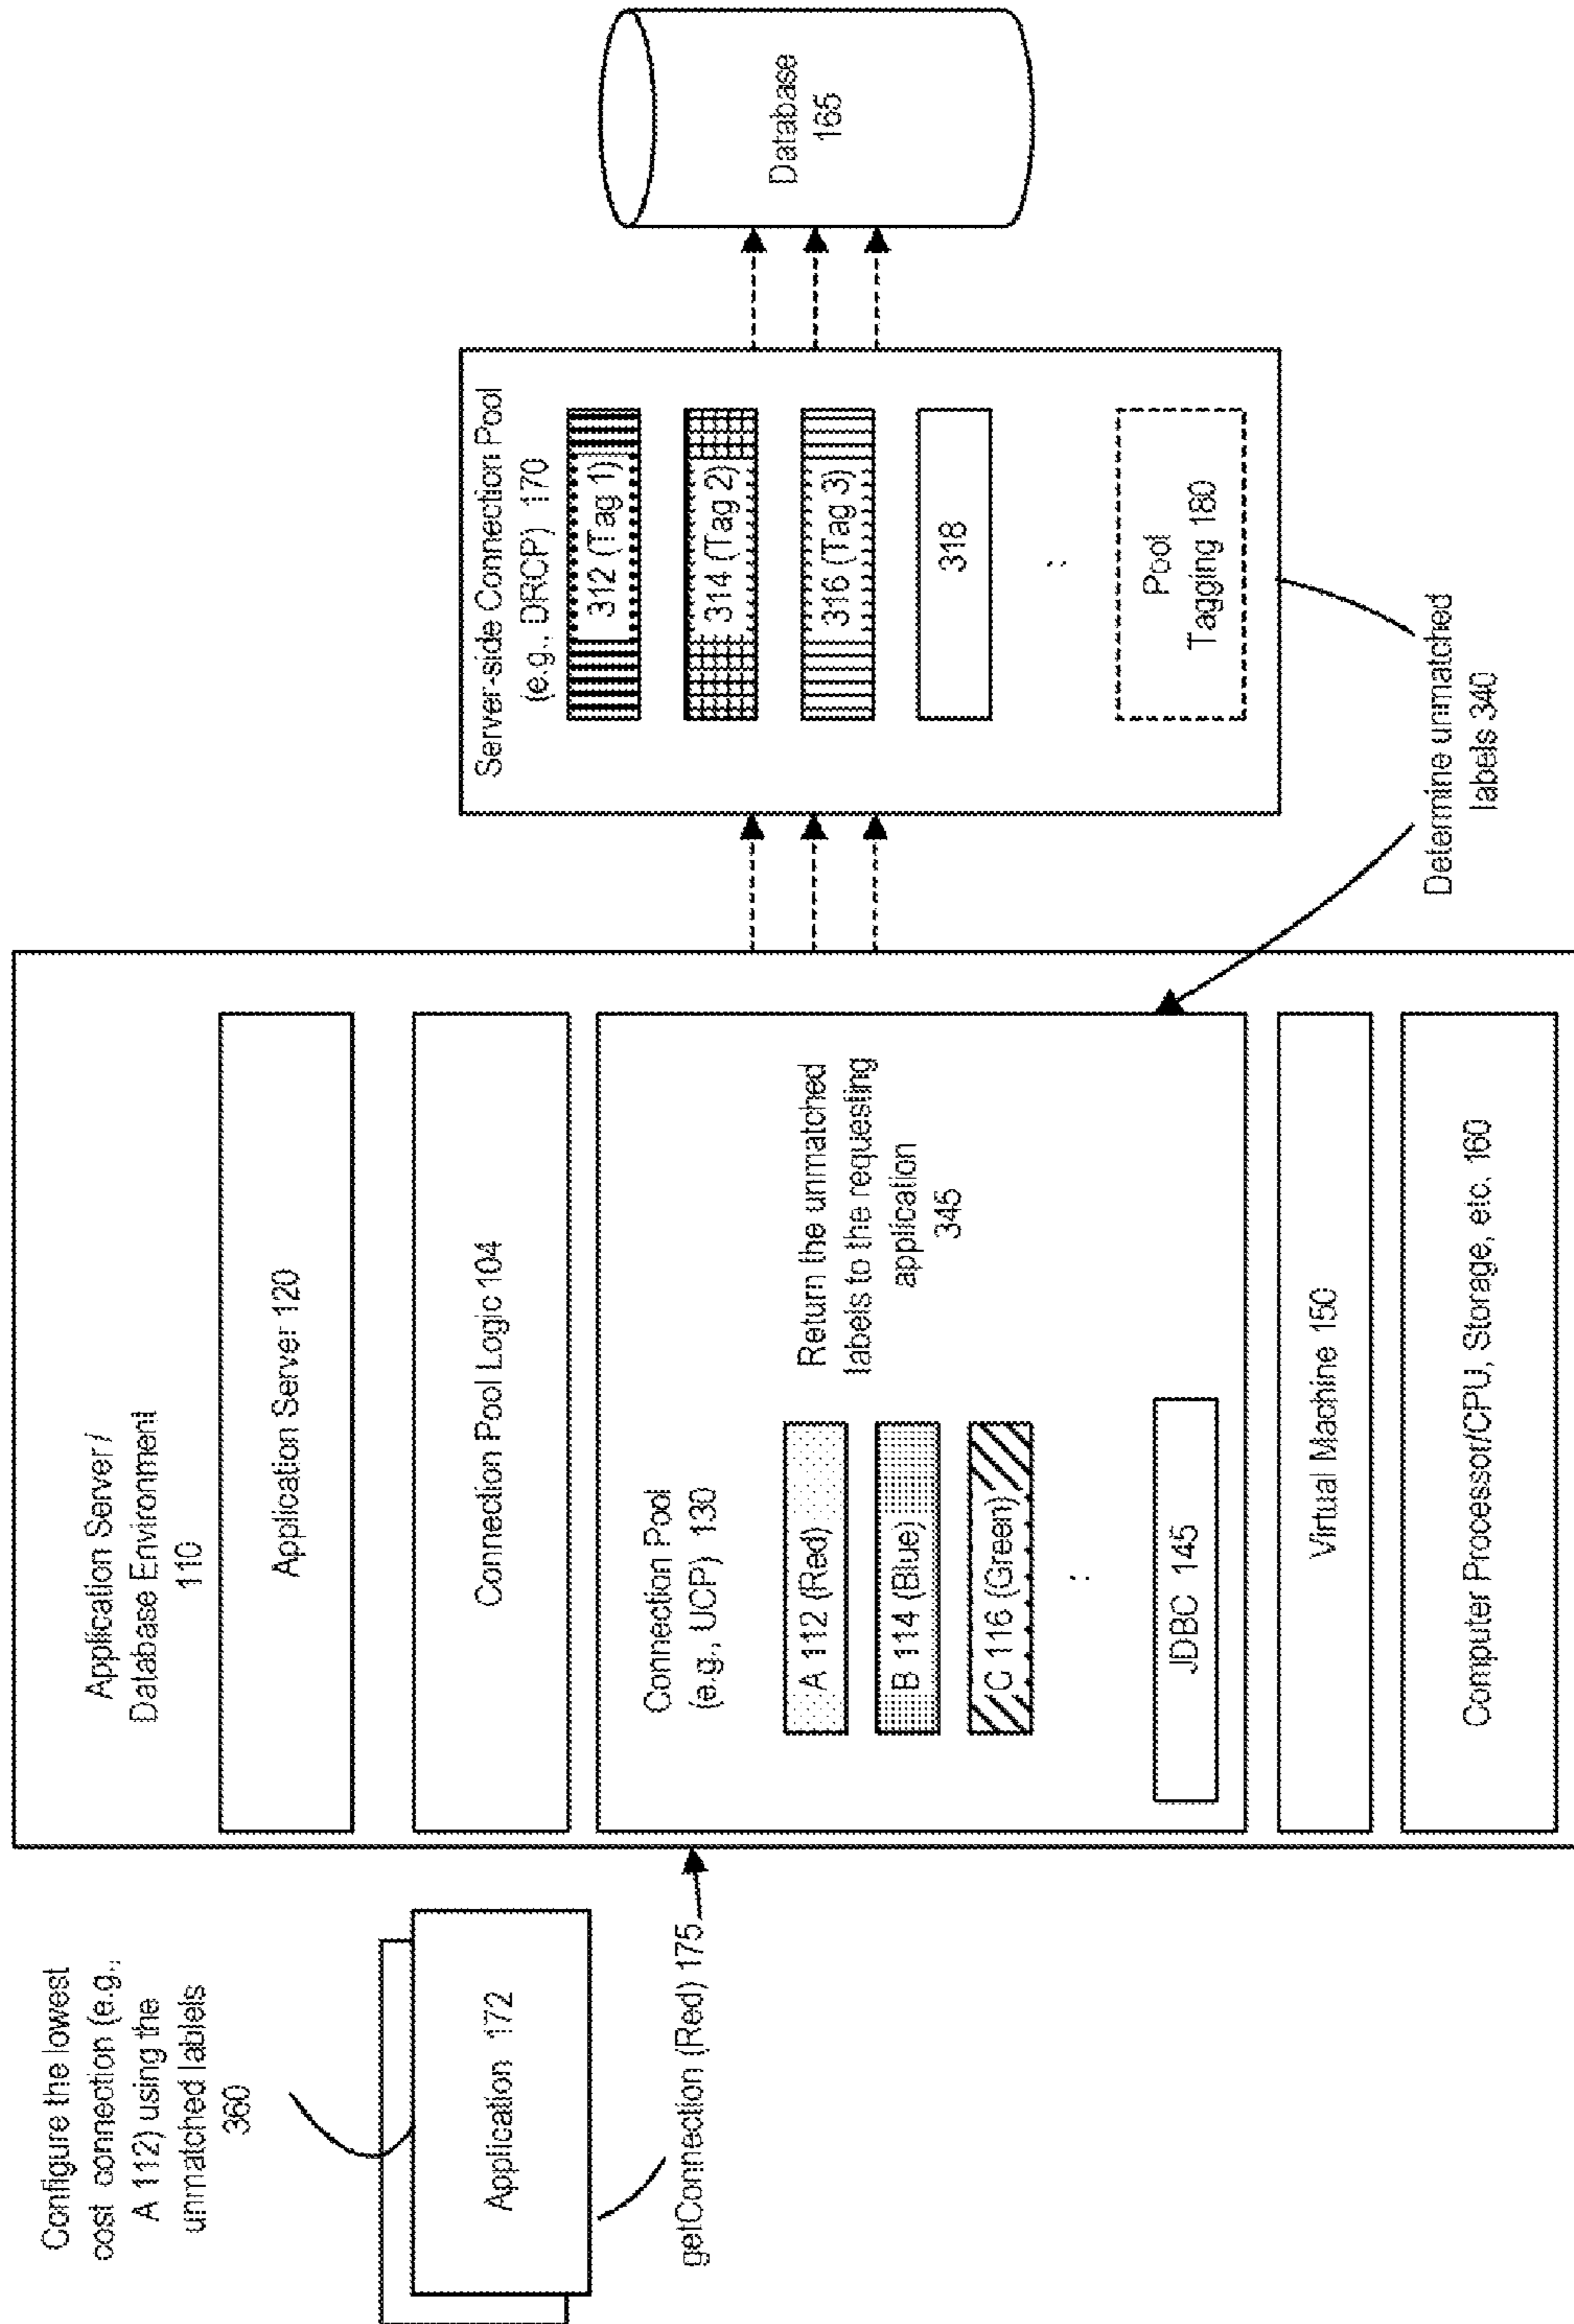 Configure the lowest
cost connection (e.g.,
A 112) using the
unmatched lablels
360
Application 172
getConnection (Red) 175
Application Server /
Database Environment
110
Application Server 120
Connection Pool Logic 104
Connection Pool
(e.g., UCP) 130
A 112 (Red)
B 114 (Blue)
C 116 (Green)
:
JDBC 145
Return the unmatched
labels to the requesting
application
345
Virtual Machine 150
Computer Processor/CPU, Storage, etc. 160
Server-side Connection Pool
(e.g., DRCP) 170
312 (Tag 1)
314 (Tag 2)
316 (Tag 3)
318
:
Pool
Tagging 180
Determine unmatched
labels 340
Database
165